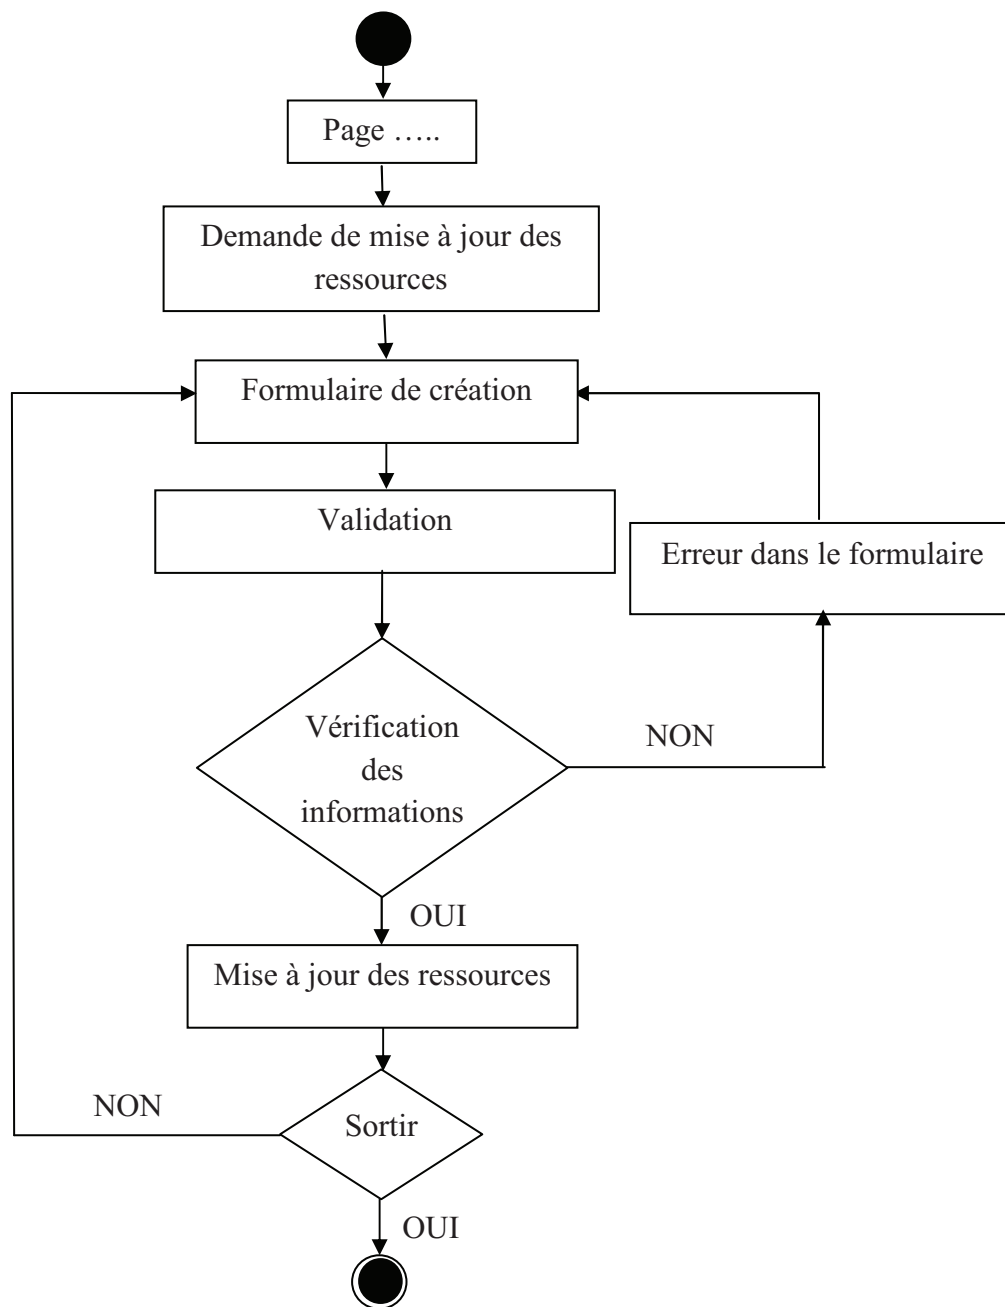 Page …..
Demande de mise à jour des
ressources
Formulaire de création
Validation
Erreur dans le formulaire
Vérification
des
informations
NON
OUI
Mise à jour des ressources
NON
Sortir
OUI